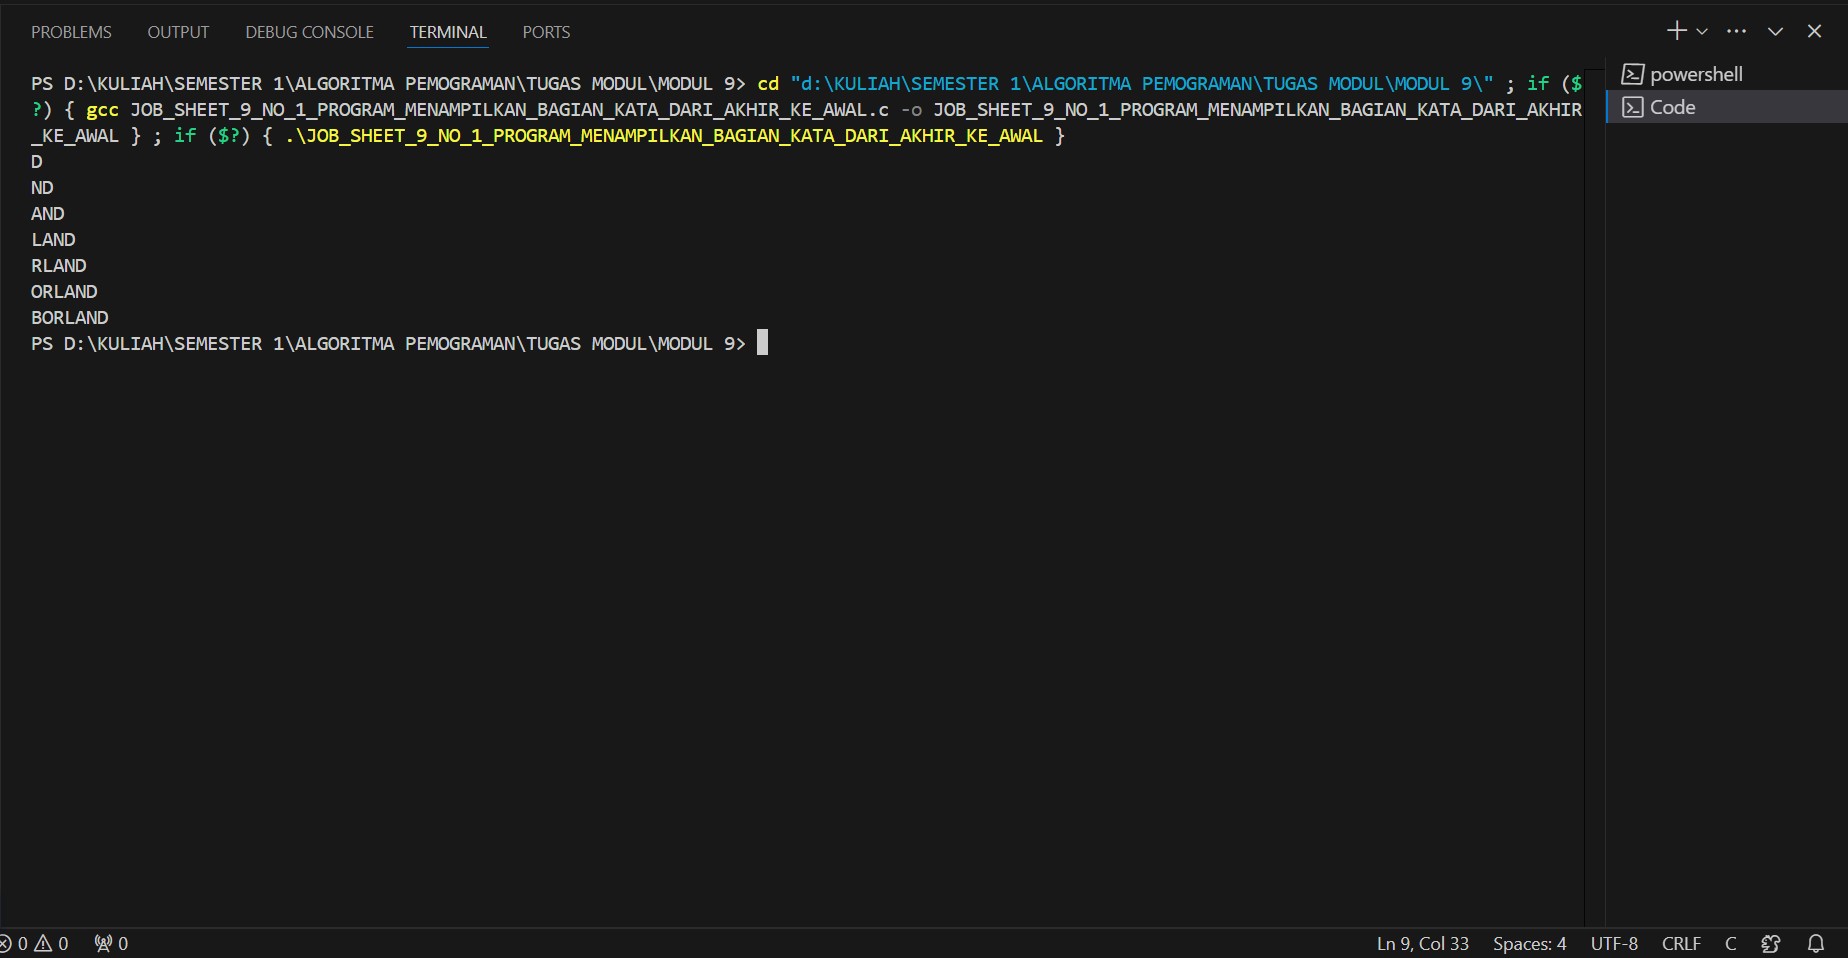 PROBLEMS OUTPUT DEBUG CONSOLE TERMINAL PORTS
PS D:\KULIAH\SEMESTER 1\ALGORITMA PEMOGRAMAN\TUGAS MODUL\MODUL 9> cd "d:\KULIAH\SEMESTER 1\ALGORITMA PEMOGRAMAN\TUGAS MODUL\MODUL 9\" ; if ($
?) { gcc JOB_SHEET_9_NO_1_PROGRAM_MENAMPILKAN_BAGIAN_KATA_DARI_AKHIR_KE_AWAL.c -o JOB_SHEET_9_NO_1_PROGRAM_MENAMPILKAN_BAGIAN_KATA_DARI_AKHIR
_KE_AWAL } ; if ($?) { .\JOB_SHEET_9_NO_1_PROGRAM_MENAMPILKAN_BAGIAN_KATA_DARI_AKHIR_KE_AWAL }
D
ND
AND
LAND
RLAND
ORLAND
BORLAND
PS D:\KULIAH\SEMESTER 1\ALGORITMA PEMOGRAMAN\TUGAS MODUL\MODUL 9>
powershell
Code
0 0 0
Ln 9, Col 33 Spaces: 4 UTF-8 CRLF C